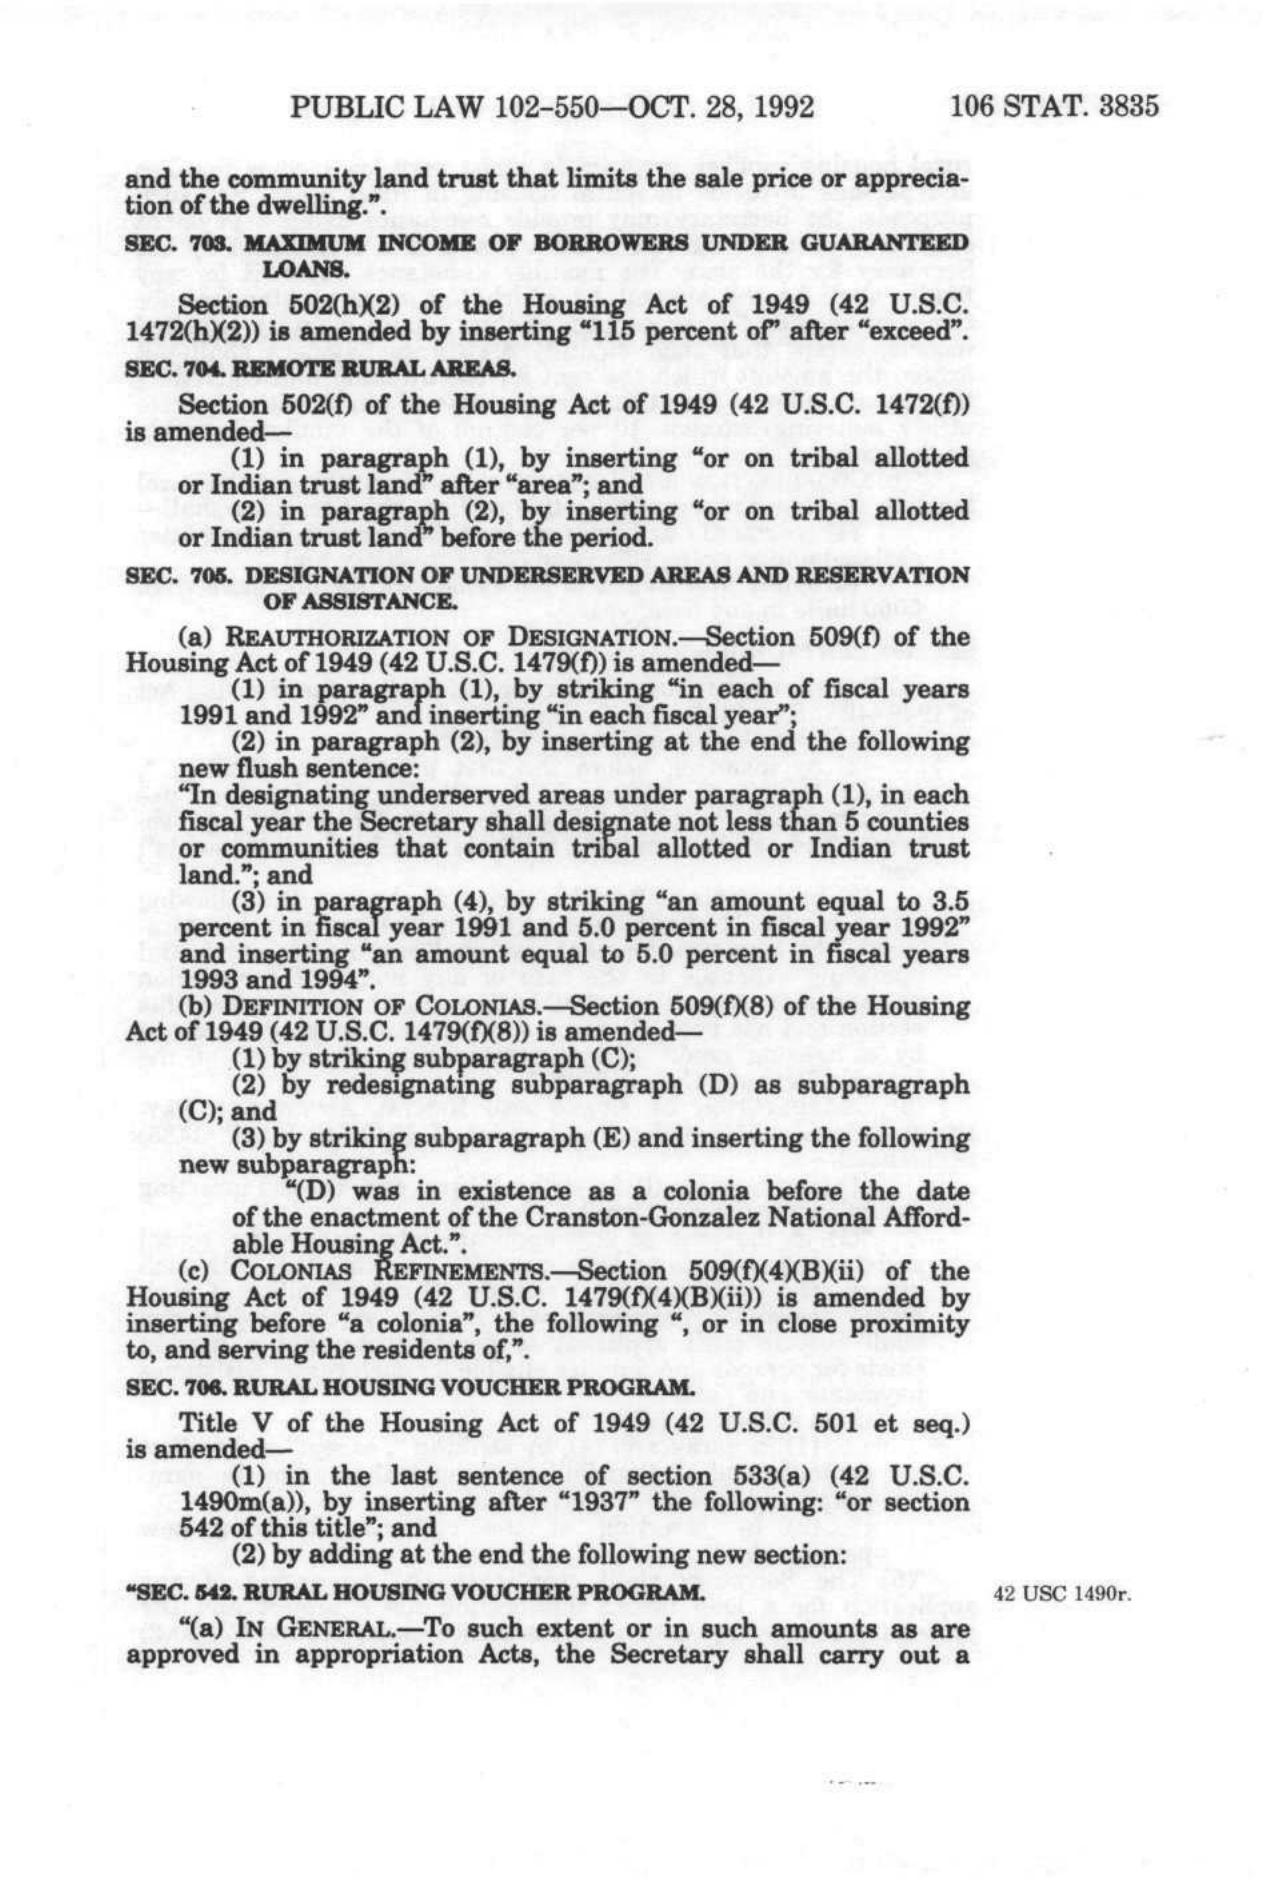 PUBLIC LAW 102–550—OCT. 28, 1992 106 STAT. 3835
and the community land trust that limits the sale price or apprecia-
tion of the dwelling.”.
SEC. 703. MAXIMUM INCOME OF BORROWERS UNDER GUARANTEED
LOANS.
Section 502(h)(2) of the Housing Act of 1949 (42 U.S.C.
1472(h)(2)) is amended by inserting “115 percent of” after “exceed”.
SEC. 704. REMOTE RURAL AREAS.
Section 502(f) of the Housing Act of 1949 (42 U.S.C. 1472(f))
is amended—
(1) in paragraph (1), by inserting “or on tribal allotted
or Indian trust land” after “area”; and
(2) in paragraph (2), by inserting “or on tribal allotted
or Indian trust land” before the period.
SEC. 705. DESIGNATION OF UNDERSERVED AREAS AND RESERVATION
OF ASSISTANCE.
(a) REAUTHORIZATION OF DESIGNATION.—Section 509(f) of the
Housing Act of 1949 (42 U.S.C. 1479(f)) is amended—
(1) in paragraph (1), by striking “in each of fiscal years
1991 and 1992” and inserting “in each fiscal year”;
(2) in paragraph (2), by inserting at the end the following
new flush sentence:
“In designating underserved areas under paragraph (1), in each
fiscal year the Secretary shall designate not less than 5 counties
or communities that contain tribal allotted or Indian trust
land.”; and
(3) in paragraph (4), by striking “an amount equal to 3.5
percent in fiscal year 1991 and 5.0 percent in fiscal year 1992”
and inserting “an amount equal to 5.0 percent in fiscal years
1993 and 1994”.
(b) DEFINITION OF COLONIAS.—Section 509(f)(8) of the Housing
Act of 1949 (42 U.S.C. 1479(f)(8)) is amended—
(1) by striking subparagraph (C);
(2) by redesignating subparagraph (D) as subparagraph
(C); and
(3) by striking subparagraph (E) and inserting the following
new subparagraph:
“(D) was in existence as a colonia before the date
of the enactment of the Cranston-Gonzalez National Afford-
able Housing Act.”.
(c) COLONIAS REFINEMENTS.—Section 509(f)(4)(B)(ii) of the
Housing Act of 1949 (42 U.S.C. 1479(f)(4)(B)(ii)) is amended by
inserting before “a colonia”, the following “, or in close proximity
to, and serving the residents of,”.
SEC. 706. RURAL HOUSING VOUCHER PROGRAM.
Title V of the Housing Act of 1949 (42 U.S.C. 501 et seq.)
is amended—
(1) in the last sentence of section 533(a) (42 U.S.C.
1490m(a)), by inserting after “1937” the following: “or section
542 of this title”; and
(2) by adding at the end the following new section:
“SEC. 542. RURAL HOUSING VOUCHER PROGRAM. 42 USC 1490r.
“(a) IN GENERAL.—To such extent or in such amounts as are
approved in appropriation Acts, the Secretary shall carry out a